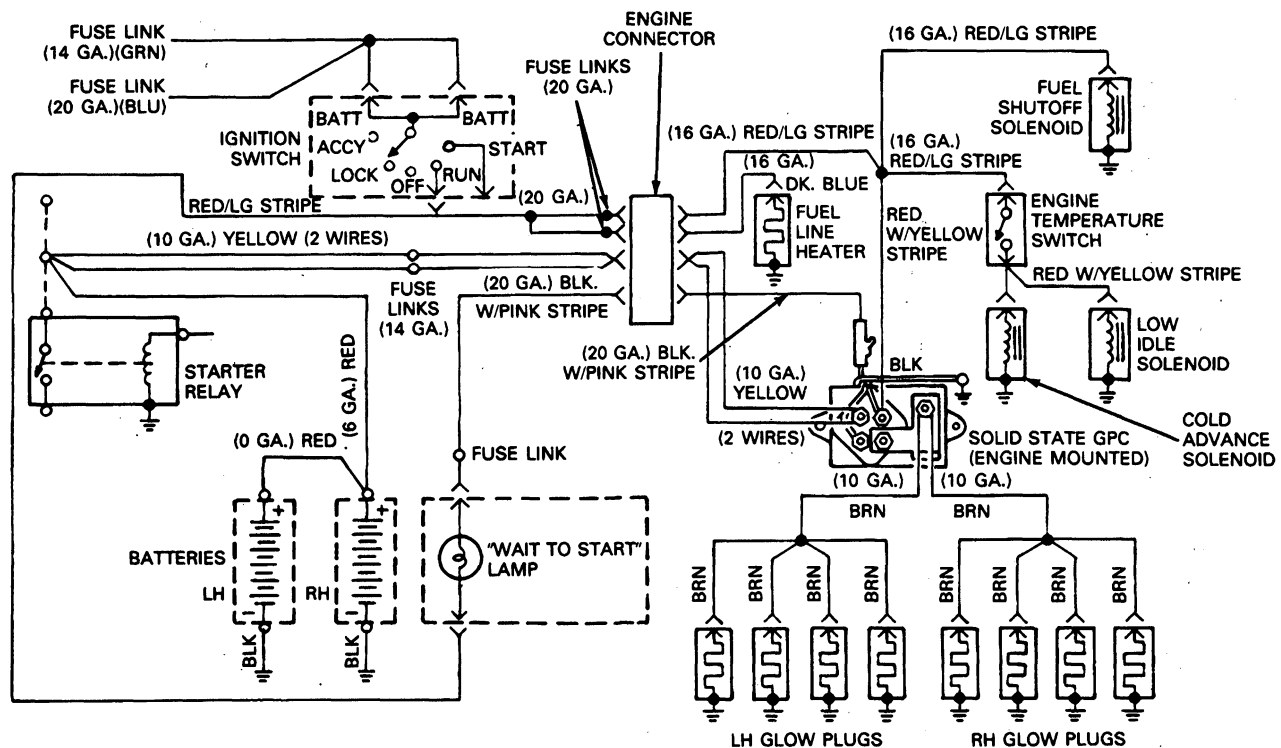 FUSE LINK
(14 GA.)(GRN)
FUSE LINK
(20 GA.)(BLU)
ENGINE
CONNECTOR
FUSE LINKS
(20 GA.)
(16 GA.) RED/LG STRIPE
FUEL
SHUTOFF
SOLENOID
BATT
BATT
IGNITION
SWITCH
ACCY
LOCK
OFF
RUN
START
(16 GA.) RED/LG STRIPE
(16 GA.)
RED/LG STRIPE
(16 GA.)
DK. BLUE
FUEL
LINE
HEATER
RED
W/YELLOW
STRIPE
ENGINE
TEMPERATURE
SWITCH
RED W/YELLOW STRIPE
RED/LG STRIPE
(20 GA.)
(10 GA.) YELLOW (2 WIRES)
FUSE
LINKS
(14 GA.)
(20 GA.) BLK.
W/PINK STRIPE
LOW
IDLE
SOLENOID
STARTER
RELAY
(6 GA.) RED
(20 GA.) BLK.
W/PINK STRIPE
(10 GA.)
YELLOW
BLK
(2 WIRES)
COLD
ADVANCE
SOLENOID
SOLID STATE GPC
(ENGINE MOUNTED)
(0 GA.) RED
FUSE LINK
(10 GA.)
BRN
(10 GA.)
BRN
BATTERIES
LH
RH
+
+
-
-
BLK
BLK
"WAIT TO START"
LAMP
BRN
BRN
BRN
BRN
BRN
BRN
BRN
BRN
LH GLOW PLUGS
RH GLOW PLUGS